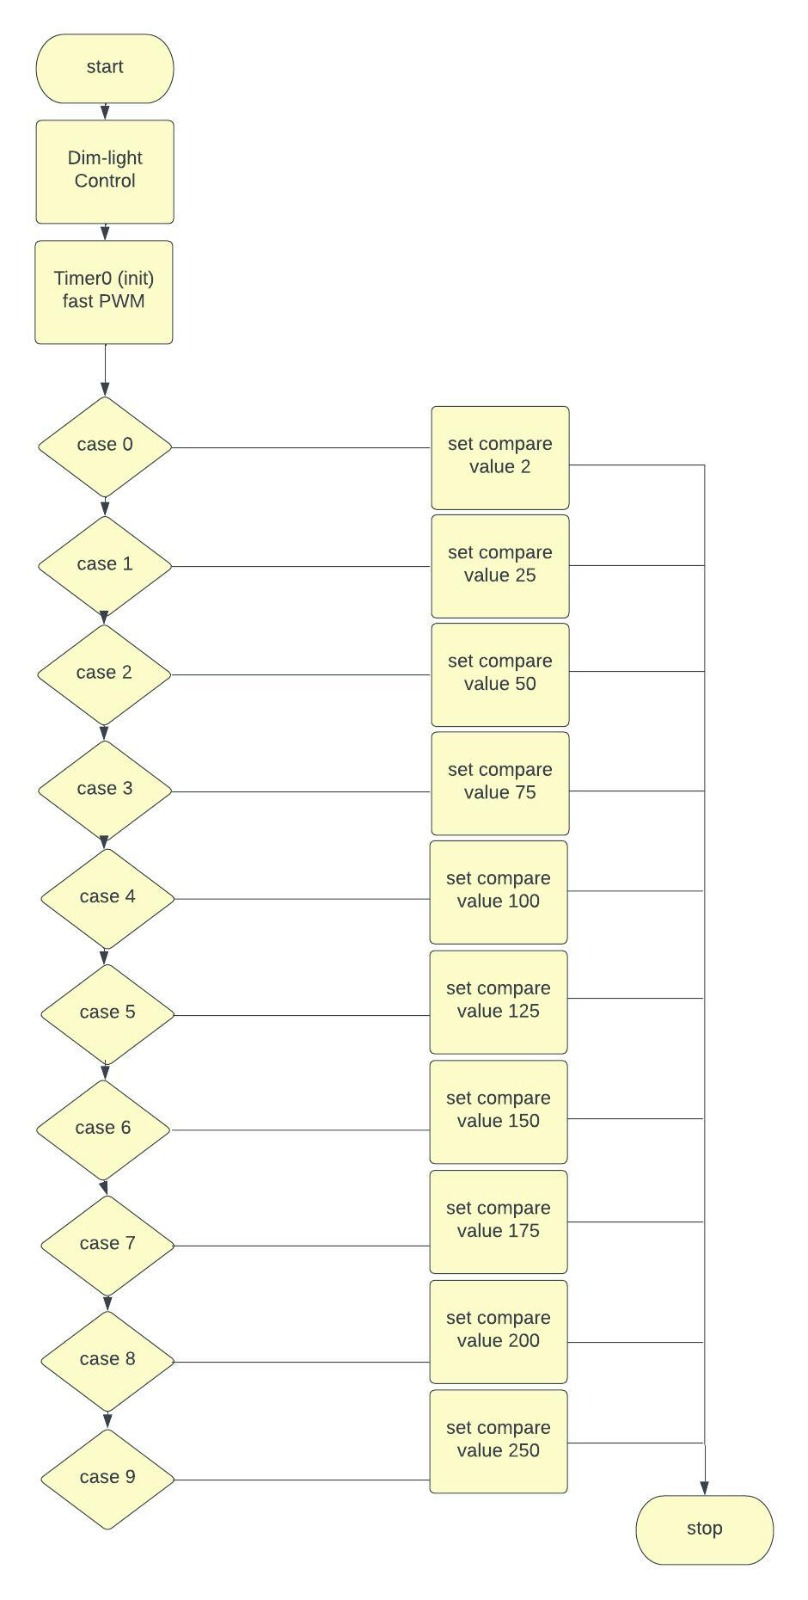 start
Dim-light
Control
Timer0 (init)
fast PWM
case 0
set compare
value 2
case 1
set compare
value 25
case 2
set compare
value 50
case 3
set compare
value 75
case 4
set compare
value 100
case 5
set compare
value 125
case 6
set compare
value 150
case 7
set compare
value 175
case 8
set compare
value 200
case 9
set compare
value 250
stop